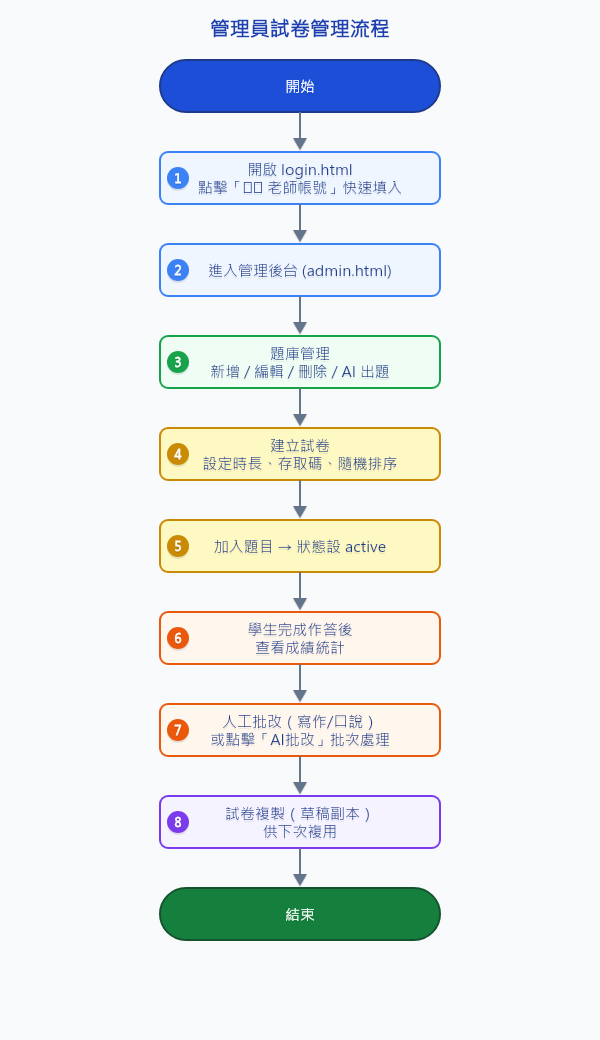 管理員試卷管理流程
開始
1
開啟 login.html
點擊「□□ 老師帳號」快速填入
2
進入管理後台 (admin.html)
3
題庫管理
新增 / 編輯 / 刪除 / AI 出題
4
建立試卷
設定時長、存取碼、隨機排序
5
加入題目 → 狀態設 active
6
學生完成作答後
查看成績統計
7
人工批改（寫作/口說）
或點擊「AI批改」批次處理
8
試卷複製（草稿副本）
供下次複用
結束